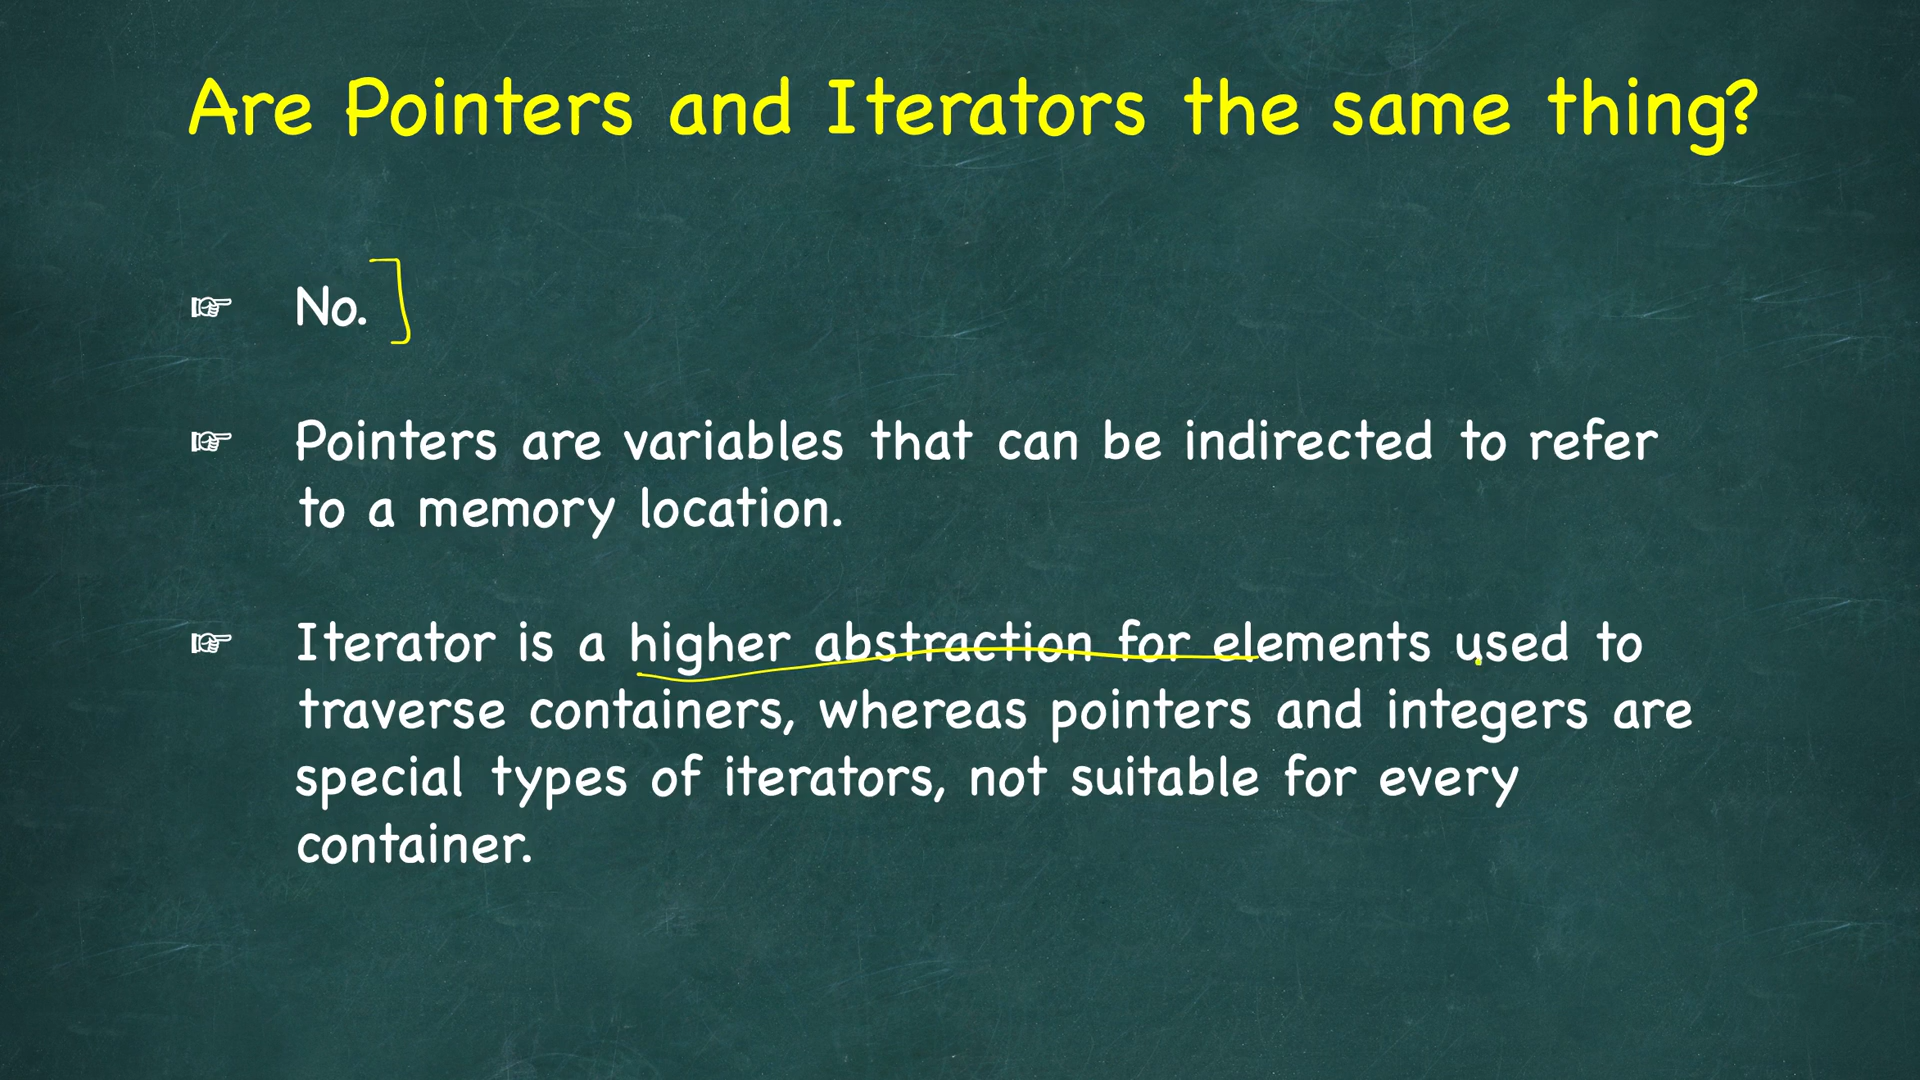 Are Pointers and Iterators the same thing?
☞ No.
☞ Pointers are variables that can be indirected to refer
to a memory location.
☞ Iterator is a higher abstraction for elements used to
traverse containers, whereas pointers and integers are
special types of iterators, not suitable for every
container.